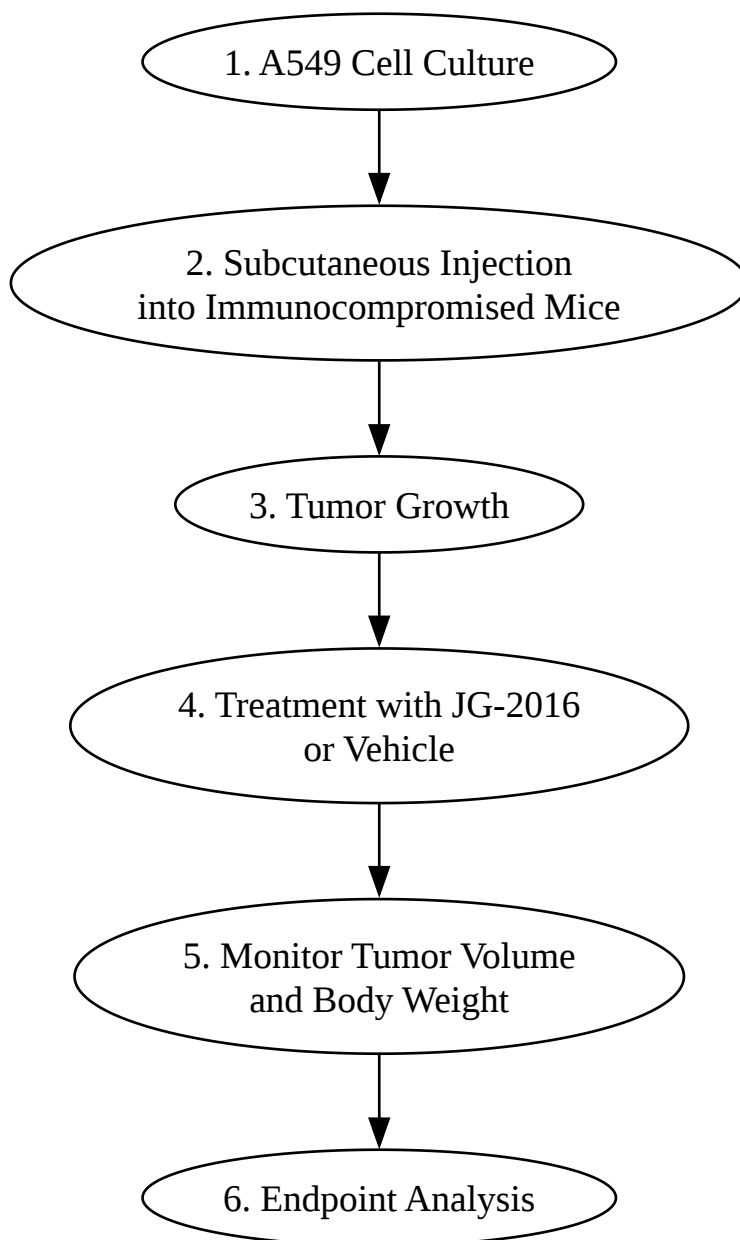 1. A549 Cell Culture
2. Subcutaneous Injection
into Immunocompromised Mice
3. Tumor Growth
4. Treatment with JG-2016
or Vehicle
5. Monitor Tumor Volume
and Body Weight
6. Endpoint Analysis